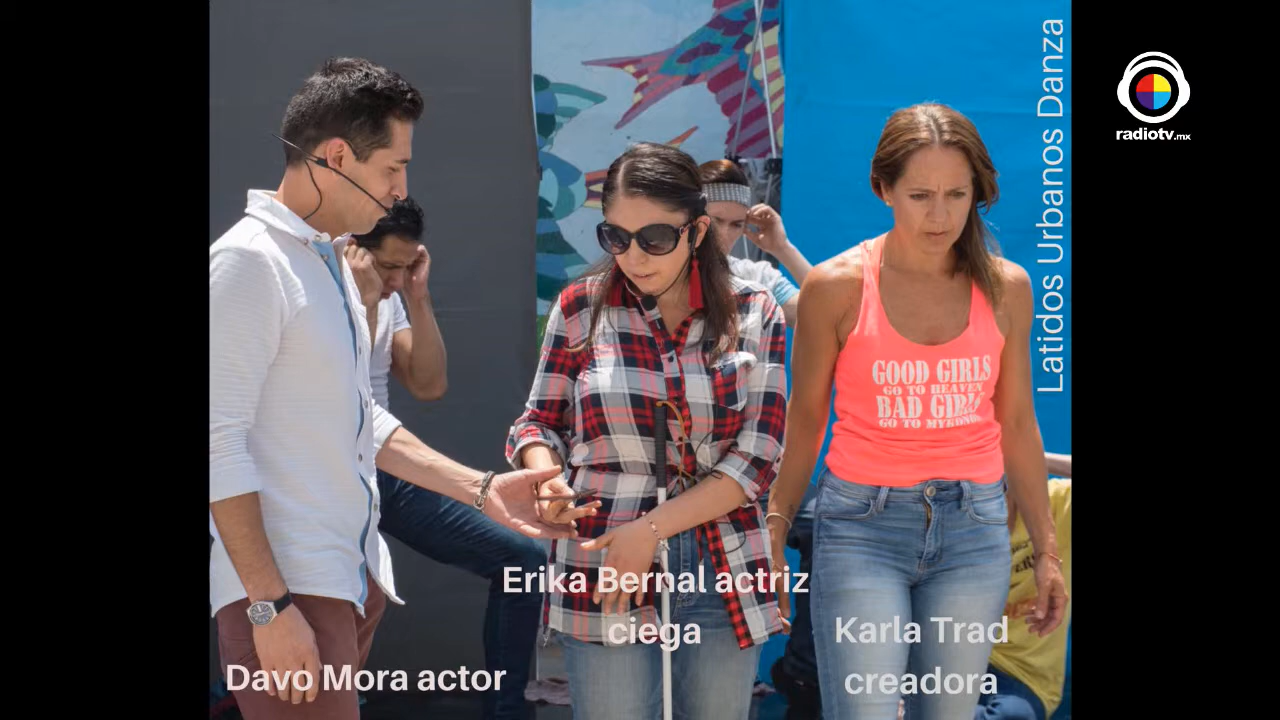 Latidos Urbanos Danza
radiotv.mx
GOOD GIRLS
GO TO HEAVEN
BAD GIRLS
GO TO MYKONOS
Erika Bernal actriz
ciega
Karla Trad
creadora
Davo Mora actor